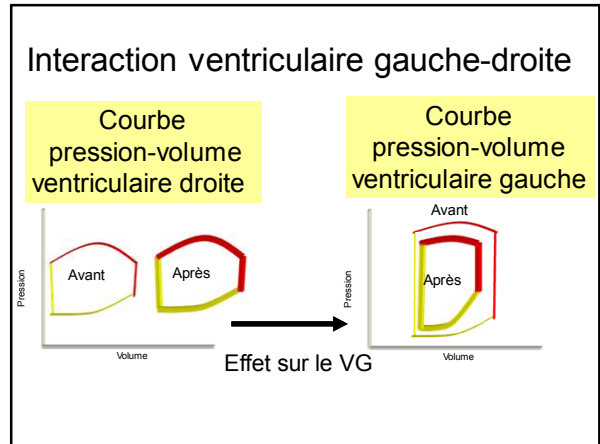 Interaction ventriculaire gauche-droite
Courbe
pression-volume
ventriculaire droite
Courbe
pression-volume
ventriculaire gauche
Pression
Avant
Après
Volume
Effet sur le VG
Pression
Avant
Après
Volume